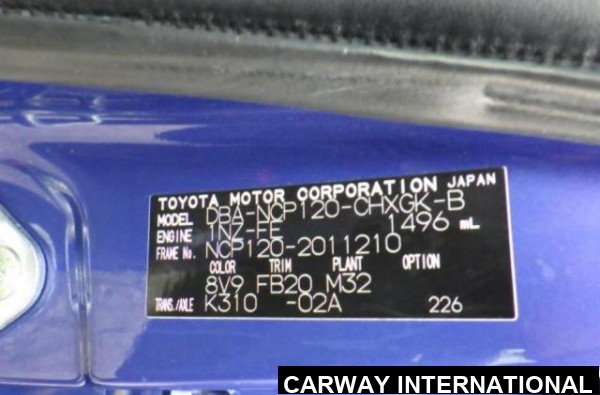 TOYOTA MOTOR CORPORATION JAPAN
MODEL DBA-NCP120-CHXGK-B
ENGINE 1NZ-FE 1496 mL
FRAME No. NCP120-2011210
COLOR TRIM PLANT OPTION
8V9 FB20 M32
TRANS./AXLE K310 -02A 226
CARWAY INTERNATIONAL